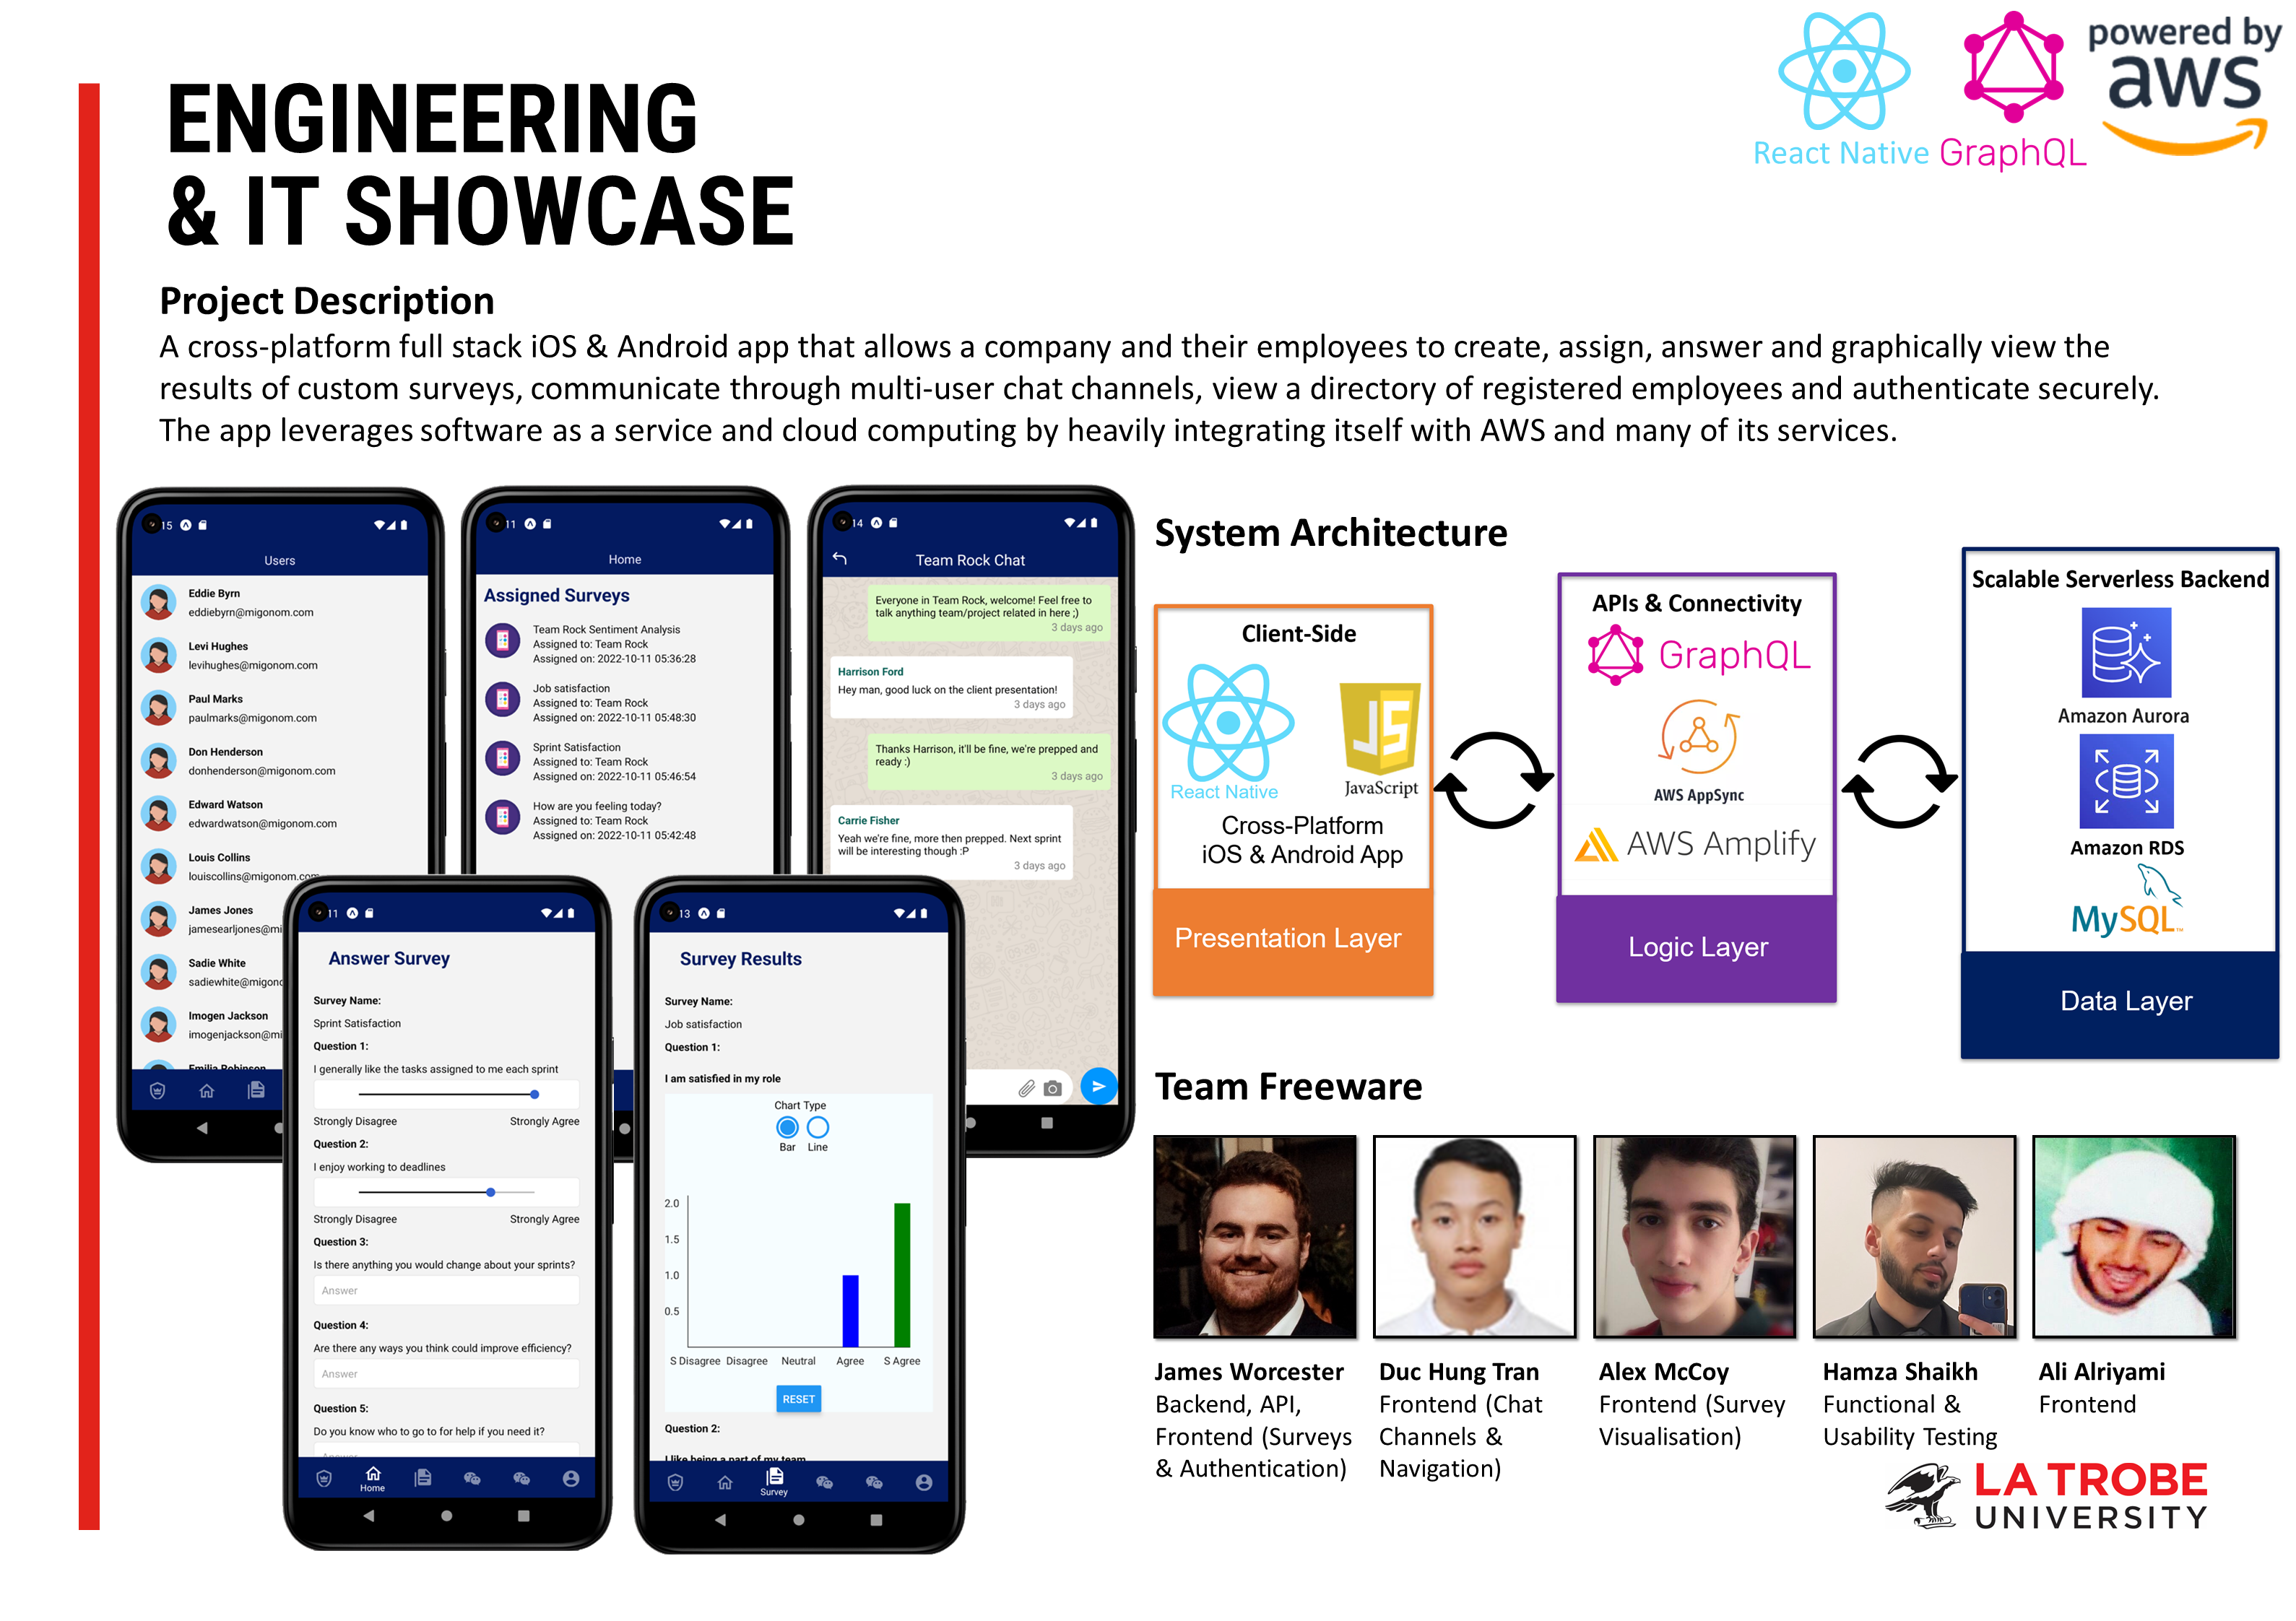 React Native
GraphQL
powered by
aws
ENGINEERING
& IT SHOWCASE
Project Description
A cross-platform full stack iOS & Android app that allows a company and their employees to create, assign, answer and graphically view the
results of custom surveys, communicate through multi-user chat channels, view a directory of registered employees and authenticate securely.
The app leverages software as a service and cloud computing by heavily integrating itself with AWS and many of its services.
15
Users
Eddie Byrn
eddiebyrn@migonom.com
Levi Hughes
levihughes@migonom.com
Paul Marks
paulmarks@migonom.com
Don Henderson
donhenderson@migonom.com
Edward Watson
edwardwatson@migonom.com
Louis Collins
louiscollins@migonom.com
James Jones
jamesearljones@mi
Sadie White
sadiewhite@migono
Imogen Jackson
imogenjackson@mi
Emilia Robinson
11
Home
Assigned Surveys
Team Rock Sentiment Analysis
Assigned to: Team Rock
Assigned on: 2022-10-11 05:36:28
Job satisfaction
Assigned to: Team Rock
Assigned on: 2022-10-11 05:48:30
Sprint Satisfaction
Assigned to: Team Rock
Assigned on: 2022-10-11 05:46:54
How are you feeling today?
Assigned to: Team Rock
Assigned on: 2022-10-11 05:42:48
14
Team Rock Chat
Everyone in Team Rock, welcome! Feel free to
talk anything team/project related in here ;)
3 days ago
Harrison Ford
Hey man, good luck on the client presentation!
3 days ago
Thanks Harrison, it'll be fine, we're prepped and
ready :)
3 days ago
Carrie Fisher
Yeah we're fine, more then prepped. Next sprint
will be interesting though :P
3 days ago
11
Answer Survey
Survey Name:
Sprint Satisfaction
Question 1:
I generally like the tasks assigned to me each sprint
Strongly Disagree Strongly Agree
Question 2:
I enjoy working to deadlines
Strongly Disagree Strongly Agree
Question 3:
Is there anything you would change about your sprints?
Answer
Question 4:
Are there any ways you think could improve efficiency?
Answer
Question 5:
Do you know who to go to for help if you need it?
Answer
Home
13
Survey Results
Survey Name:
Job satisfaction
Question 1:
I am satisfied in my role
Chart Type
Bar Line
2.0
1.5
1.0
0.5
S Disagree Disagree Neutral Agree S Agree
RESET
Question 2:
I like being a part of my team
Survey
System Architecture
Client-Side
React Native
JS
JavaScript
Cross-Platform
iOS & Android App
Presentation Layer
APIs & Connectivity
GraphQL
AWS AppSync
AWS Amplify
Logic Layer
Scalable Serverless Backend
Amazon Aurora
Amazon RDS
MySQL™
Data Layer
Team Freeware
James Worcester
Backend, API,
Frontend (Surveys
& Authentication)
Duc Hung Tran
Frontend (Chat
Channels &
Navigation)
Alex McCoy
Frontend (Survey
Visualisation)
Hamza Shaikh
Functional &
Usability Testing
Ali Alriyami
Frontend
LA TROBE
UNIVERSITY